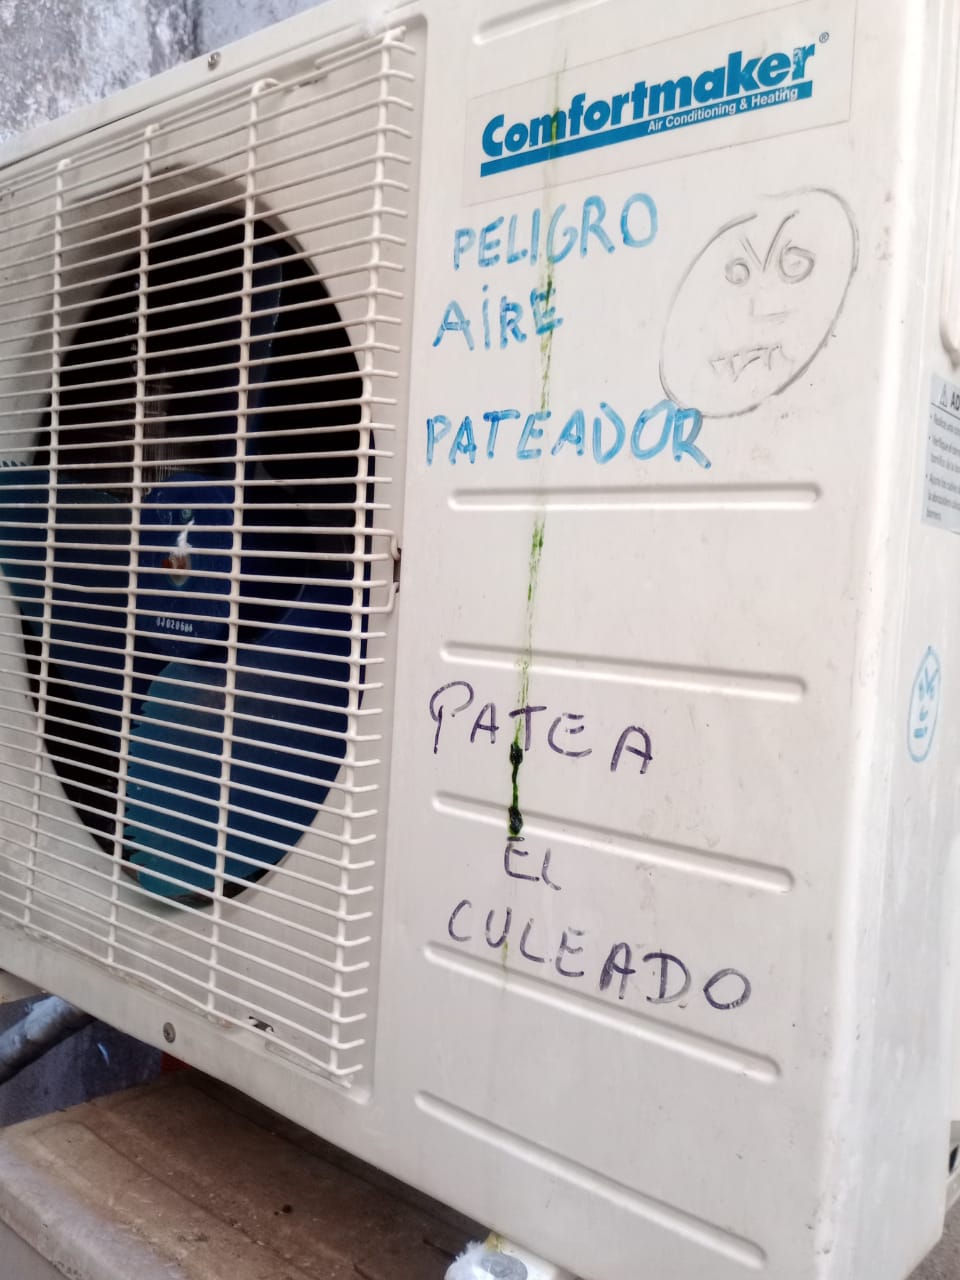 Comfortmaker®
Air Conditioning & Heating
PELIGRO
AiRE
PATEADOR
PATEA
EL
CULEADO